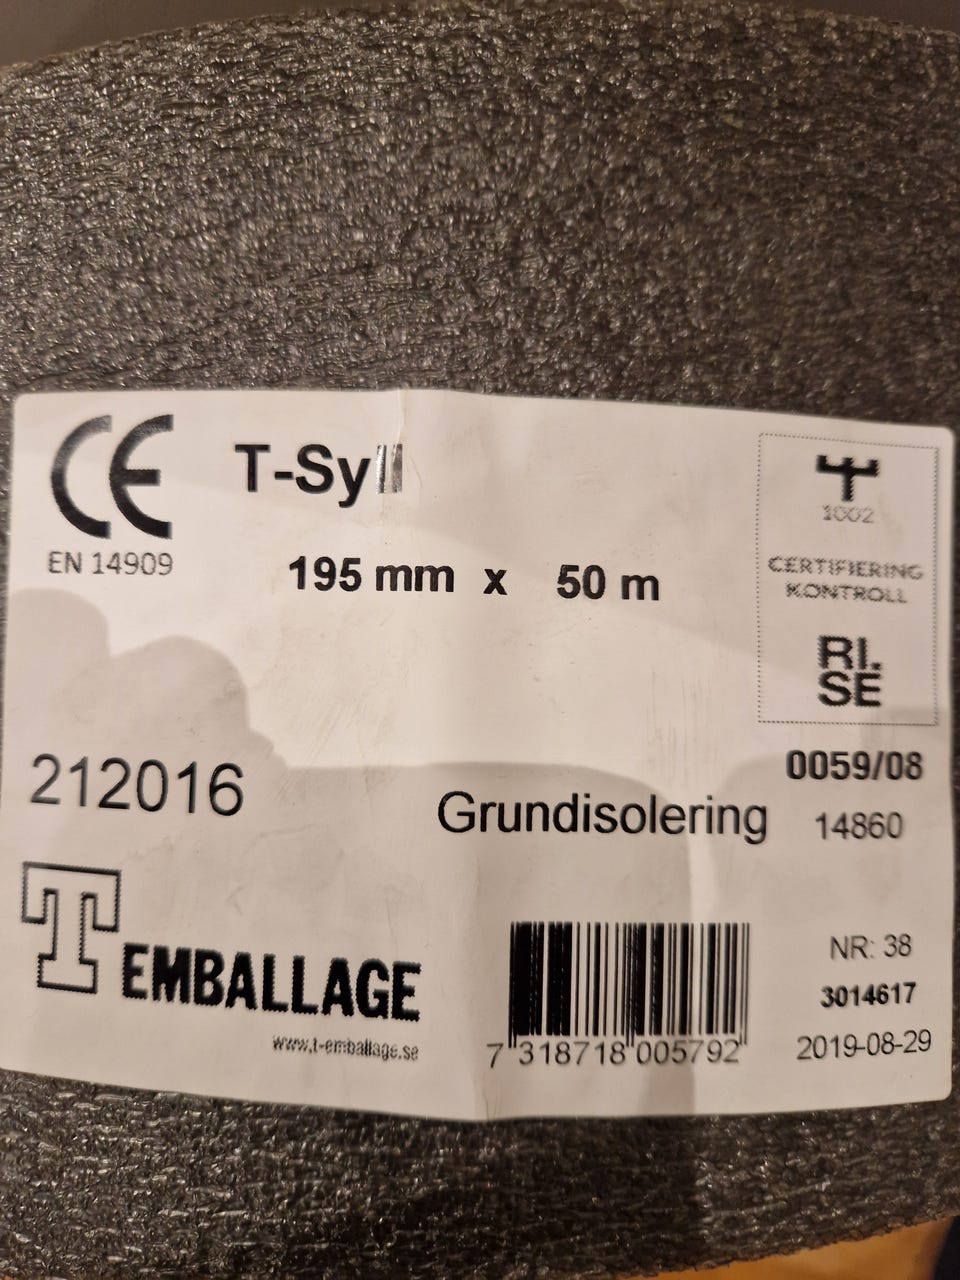 CE
EN 14909
T-Syll
195 mm x 50 m
1002
CERTIFIERING
KONTROLL
RI.
SE
212016
Grundisolering
0059/08
14860
T EMBALLAGE
www.t-emballage.se
7 318718 005792
NR: 38
3014617
2019-08-29